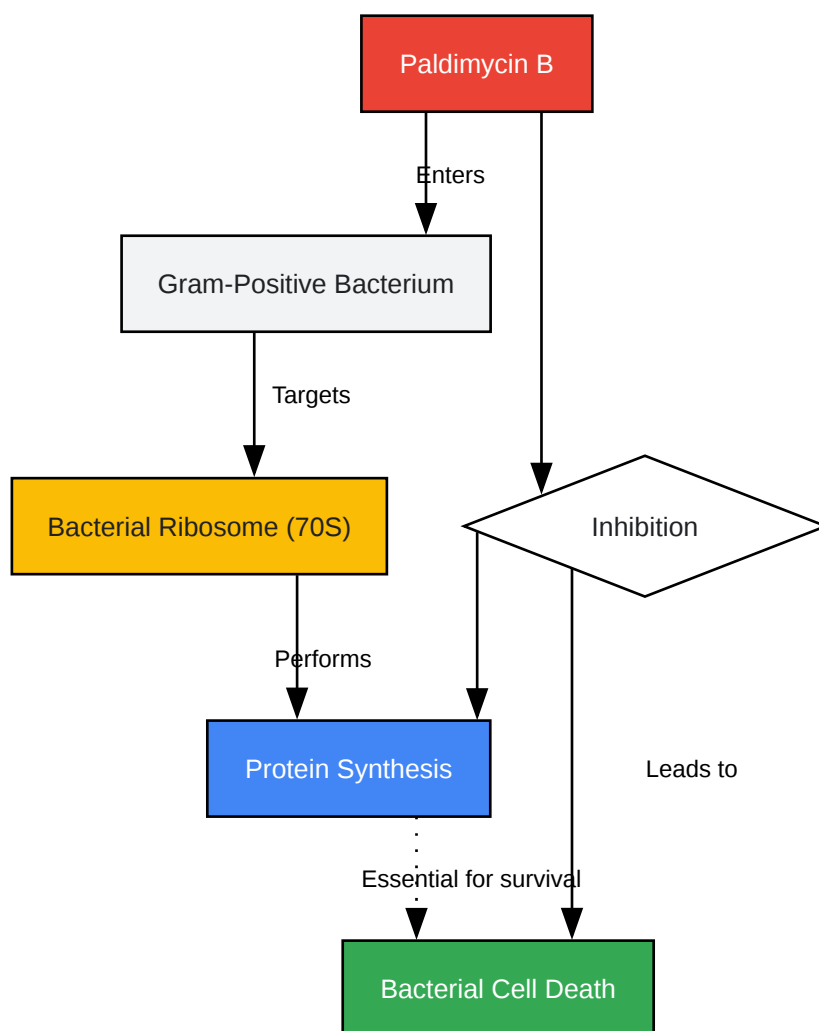 Paldimycin B
Enters
Gram-Positive Bacterium
Targets
Bacterial Ribosome (70S)
Inhibition
Performs
Protein Synthesis
Leads to
Essential for survival
Bacterial Cell Death